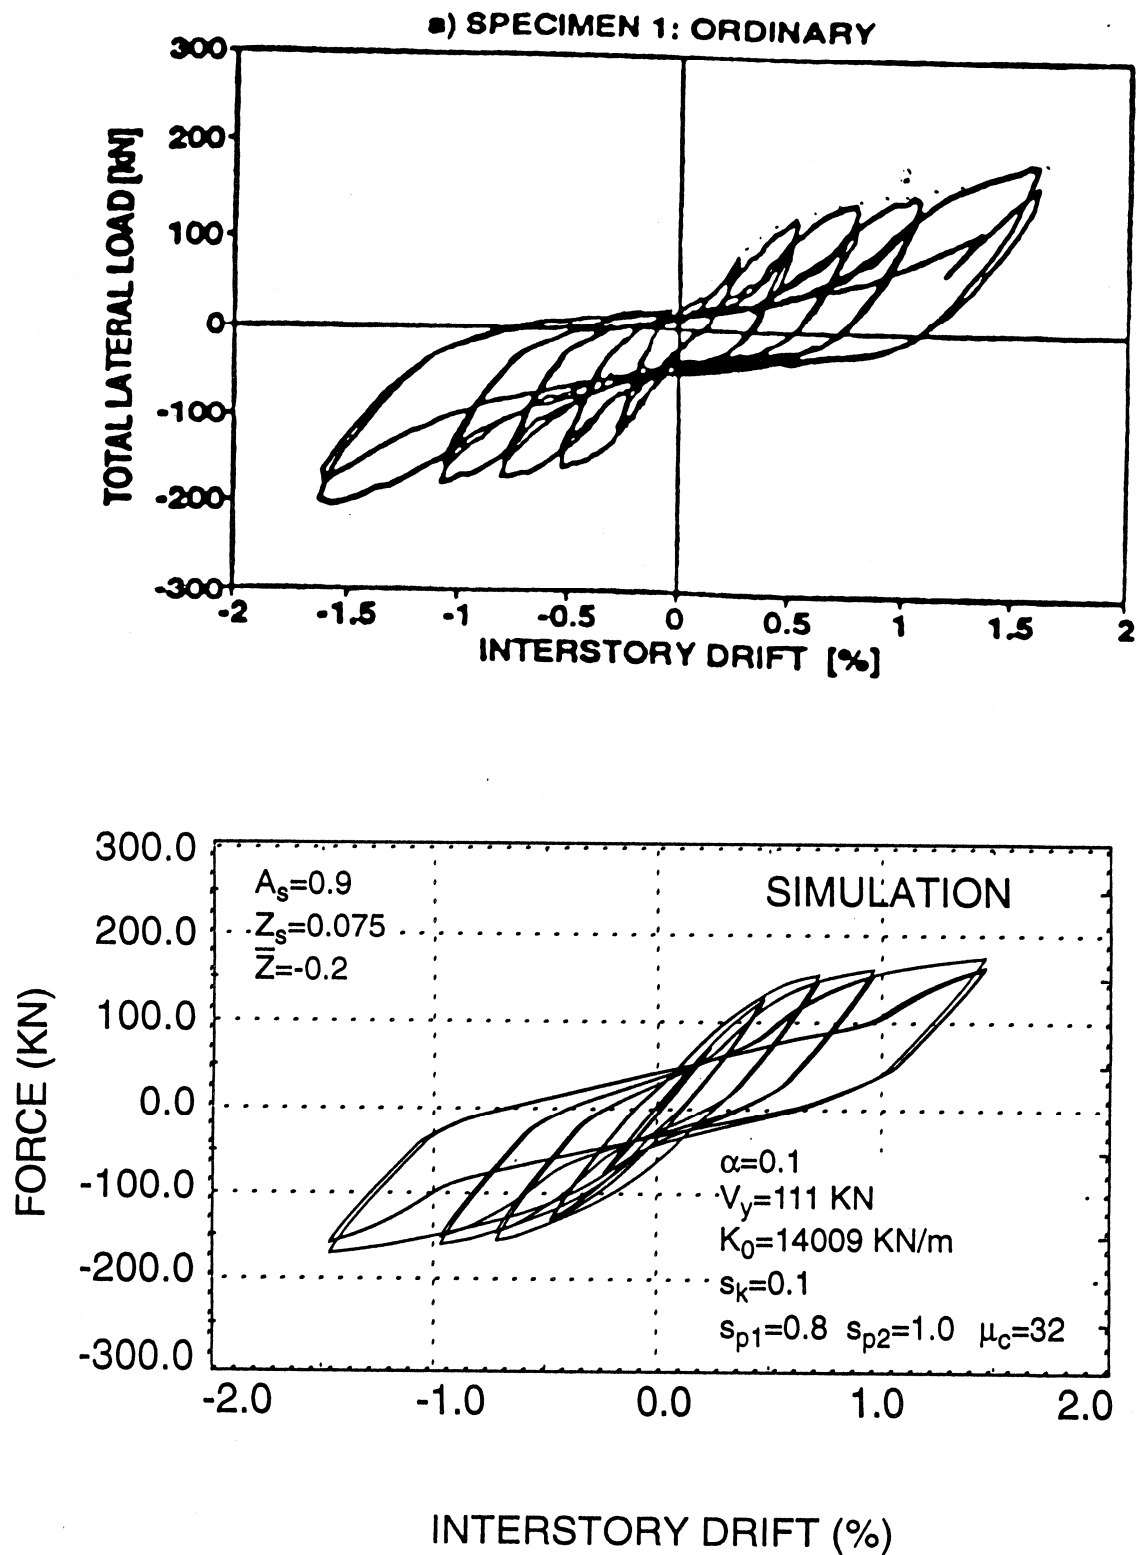 a) SPECIMEN 1: ORDINARY
300
200
100
0
-100
-200
-300
TOTAL LATERAL LOAD [kN]
-2 -1.5 -1 -0.5 0 0.5 1 1.5 2
INTERSTORY DRIFT [%]
300.0
200.0
100.0
0.0
-100.0
-200.0
-300.0
FORCE (KN)
As=0.9
Zs=0.075
Z̿=-0.2
SIMULATION
α=0.1
Vy=111 KN
K0=14009 KN/m
sk=0.1
sp1=0.8 sp2=1.0 μc=32
-2.0 -1.0 0.0 1.0 2.0
INTERSTORY DRIFT (%)